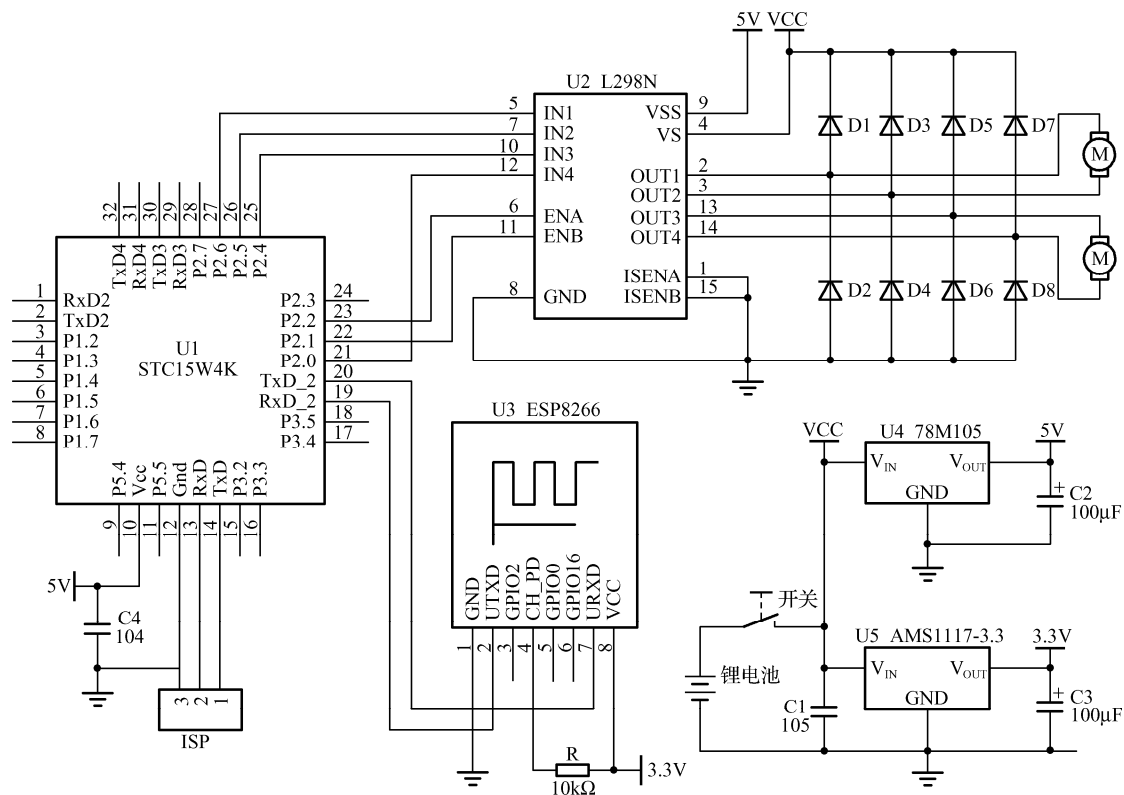 5V VCC
U2 L298N
5 IN1 VSS 9
7 IN2 VS 4
10 IN3
12 IN4 OUT1 2
OUT2 3
6 ENA OUT3 13
11 ENB OUT4 14
ISENA 1
8 GND ISENB 15
D1 D3 D5 D7
M
D2 D4 D6 D8
M
32 31 30 29 28 27 26 25
TxD4 RxD4 TxD3 RxD3 P2.7 P2.6 P2.5 P2.4
1 RxD2 P2.3 24
2 TxD2 P2.2 23
3 P1.2 P2.1 22
4 P1.3 P2.0 21
5 P1.4 TxD_2 20
6 P1.5 RxD_2 19
7 P1.6 P3.5 18
8 P1.7 P3.4 17
U1
STC15W4K
P5.4 Vcc P5.5 Gnd RxD TxD P3.2 P3.3
9 10 11 12 13 14 15 16
5V
C4
104
3 2 1
ISP
U3 ESP8266
GND UTXD GPIO2 CH_PD GPIO0 GPIO16 URXD VCC
1 2 3 4 5 6 7 8
R
10kΩ
3.3V
VCC
U4 78M105
5V
VIN VOUT
GND
+
C2
100μF
开关
锂电池
U5 AMS1117-3.3
3.3V
VIN VOUT
GND
C1
105
+
C3
100μF